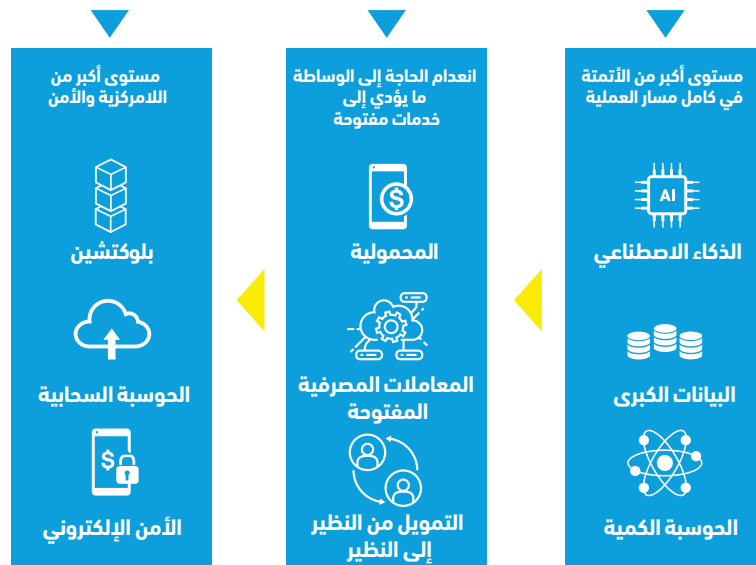 مستوى أكبر من الأتمتة
في كامل مسار العملية
AI
الذكاء الاصطناعي
البيانات الكبرى
الحوسبة الكمية
انعدام الحاجة إلى الوساطة
ما يؤدي إلى
خدمات مفتوحة
$
المحمولية
المعاملات المصرفية
المفتوحة
التمويل من النظير
إلى النظير
مستوى أكبر من
اللامركزية والأمن
بلوكتشين
الحوسبة السحابية
$
الأمن الإلكتروني